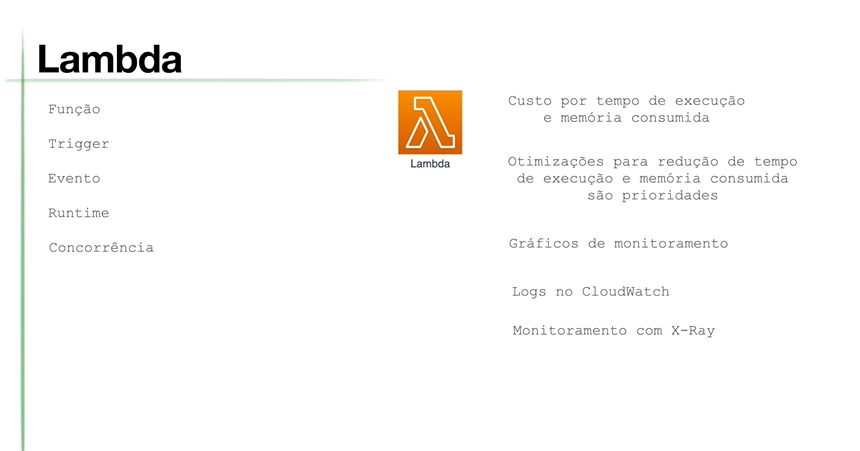 Lambda
Função
Trigger
Evento
Runtime
Concorrência
Lambda
Custo por tempo de execução
e memória consumida
Otimizações para redução de tempo
de execução e memória consumida
são prioridades
Gráficos de monitoramento
Logs no CloudWatch
Monitoramento com X-Ray